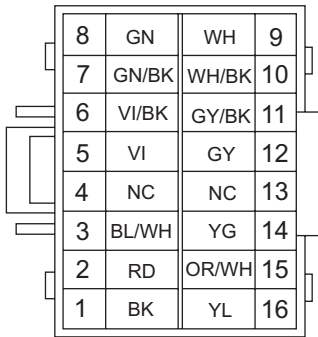 8 GN WH 9
7 GN/BK WH/BK 10
6 VI/BK GY/BK 11
5 VI GY 12
4 NC NC 13
3 BL/WH YG 14
2 RD OR/WH 15
1 BK YL 16